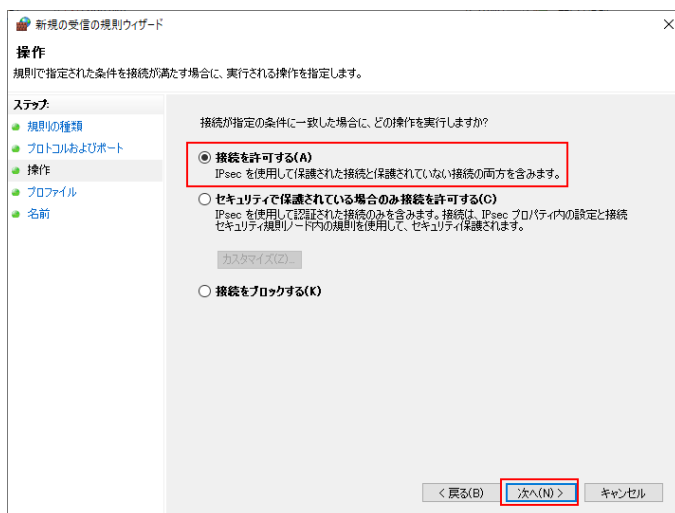 新規の受信の規則ウィザード
操作
規則で指定された条件を接続が満たす場合に、実行される操作を指定します。
ステップ:
規則の種類
プロトコルおよびポート
操作
プロファイル
名前
接続が指定の条件に一致した場合に、どの操作を実行しますか?
接続を許可する(A)
IPsec を使用して保護された接続と保護されていない接続の両方を含みます。
セキュリティで保護されている場合のみ接続を許可する(C)
IPsec を使用して認証された接続のみを含みます。接続は、IPsec プロパティ内の設定と接続
セキュリティ規則ノード内の規則を使用して、セキュリティ保護されます。
カスタマイズ(Z)...
接続をブロックする(K)
< 戻る(B)
次へ(N) >
キャンセル